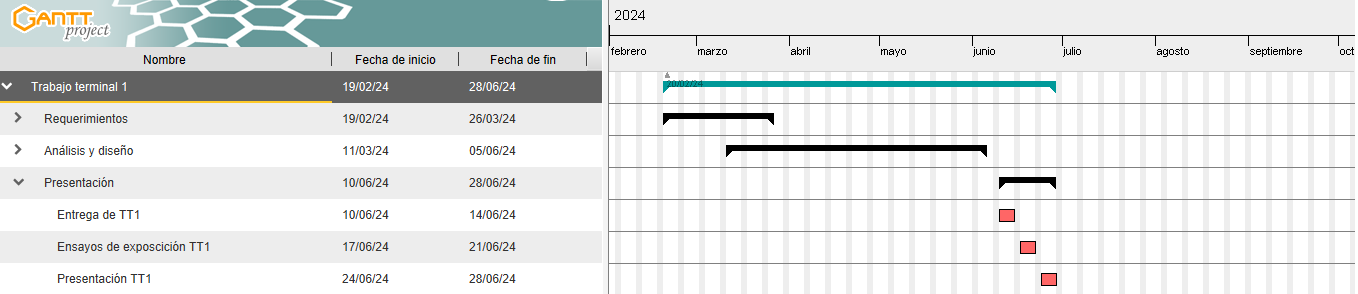 GANTT
project
2024
febrero marzo abril mayo junio julio agosto septiembre oct
Nombre Fecha de inicio Fecha de fin
Trabajo terminal 1 19/02/24 28/06/24
20/02/24
Requerimientos 19/02/24 26/03/24
Análisis y diseño 11/03/24 05/06/24
Presentación 10/06/24 28/06/24
Entrega de TT1 10/06/24 14/06/24
Ensayos de exposcición TT1 17/06/24 21/06/24
Presentación TT1 24/06/24 28/06/24